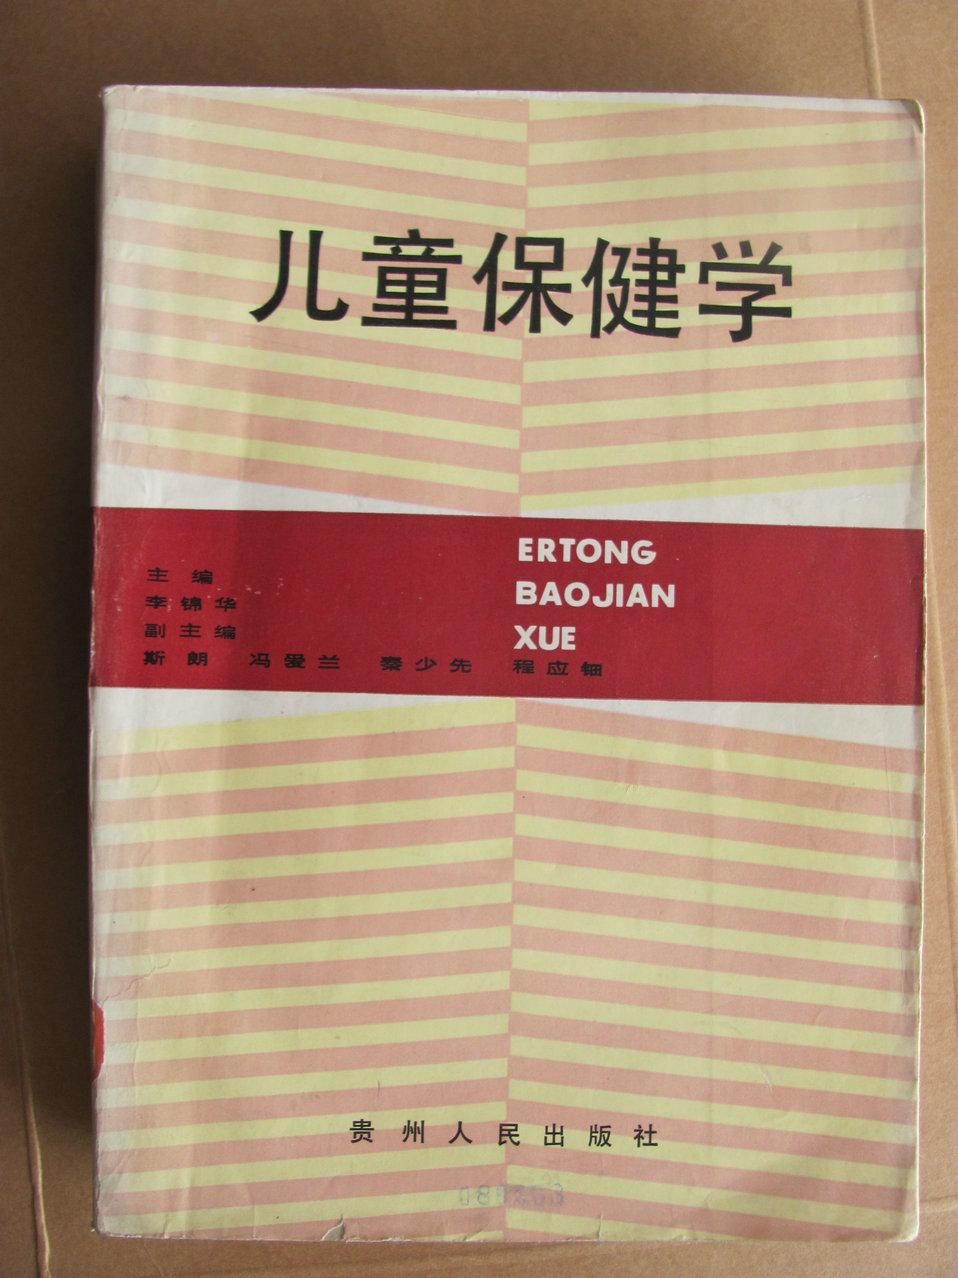 儿童保健学
ERTONG
BAOJIAN
XUE
主编
李锦华
副主编
斯朗 冯爱兰 秦少先 程应钿
贵州人民出版社